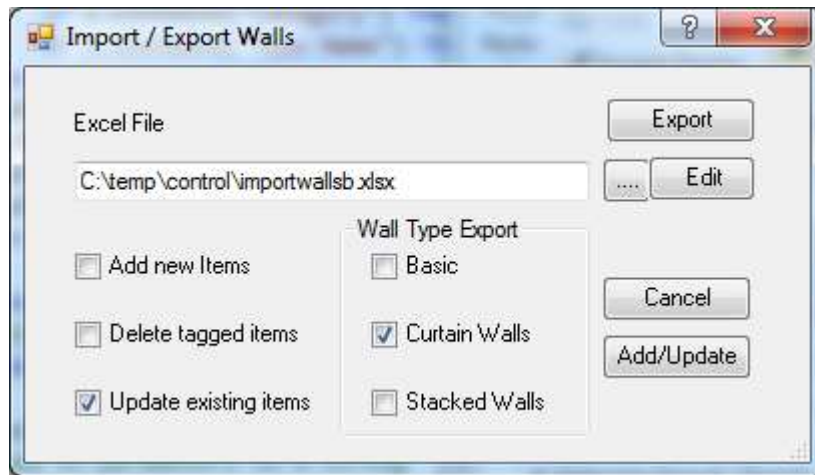 Import / Export Walls
Excel File
Export
C:\temp\control\importwallsb.xlsx
....
Edit
Wall Type Export
Add new Items
Basic
Cancel
Delete tagged items
Curtain Walls
Add/Update
Update existing items
Stacked Walls